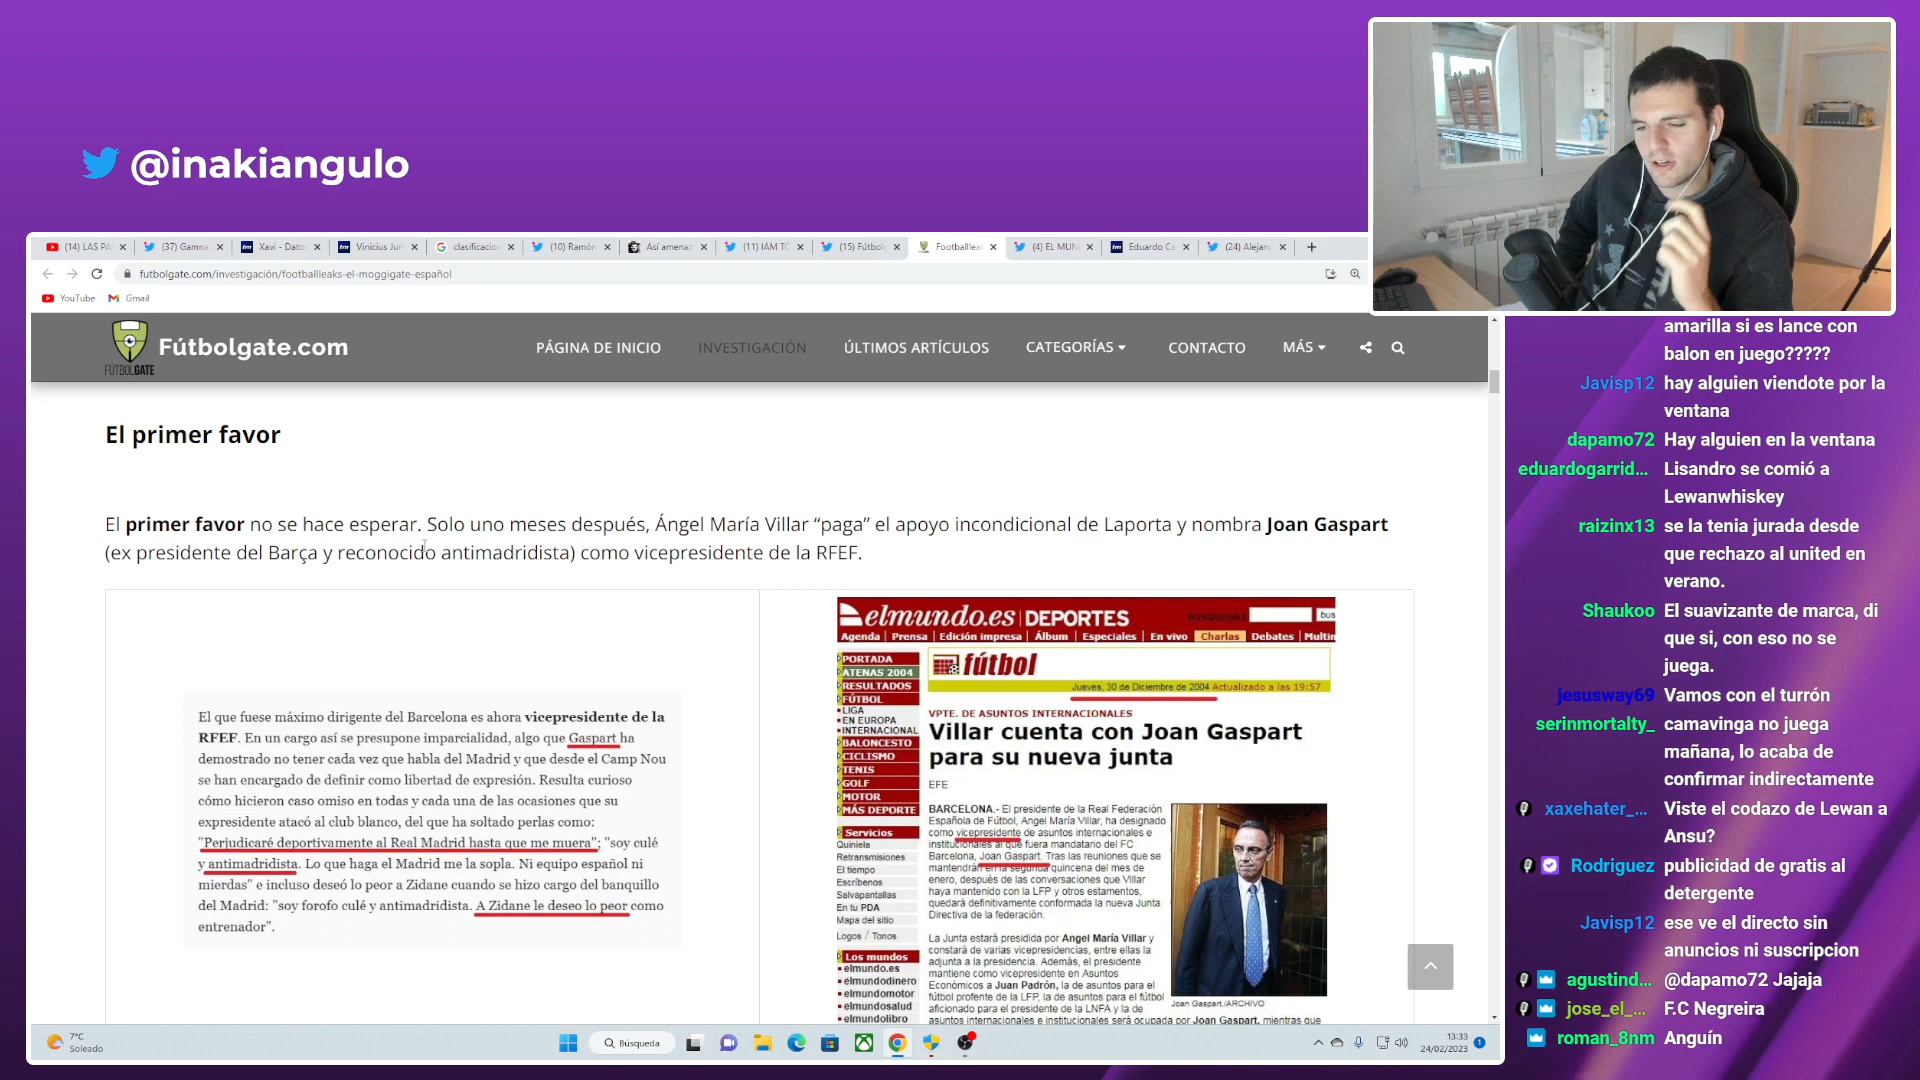 @inakiangulo
(14) LAS PA
(37) Gamna
Xavi - Dato
Vinicius Jun
clasificacion
(10) Ramón
Así amenaz
(11) IAM TO
(15) Fútbol
Footballlea
(4) EL MUN
Eduardo Ca
(24) Alejan
futbolgate.com/investigación/footballleaks-el-moggigate-español
YouTube
Gmail
FÚTBOLGATE
Fútbolgate.com
PÁGINA DE INICIO
INVESTIGACIÓN
ÚLTIMOS ARTÍCULOS
CATEGORÍAS
CONTACTO
MÁS
El primer favor
El primer favor no se hace esperar. Solo uno meses después, Ángel María Villar “paga” el apoyo incondicional de Laporta y nombra Joan Gaspart
(ex presidente del Barça y reconocido antimadridista) como vicepresidente de la RFEF.
El que fuese máximo dirigente del Barcelona es ahora vicepresidente de la
RFEF. En un cargo así se presupone imparcialidad, algo que Gaspart ha
demostrado no tener cada vez que habla del Madrid y que desde el Camp Nou
se han encargado de definir como libertad de expresión. Resulta curioso
cómo hicieron caso omiso en todas y cada una de las ocasiones que su
expresidente atacó al club blanco, del que ha soltado perlas como:
"Perjudicaré deportivamente al Real Madrid hasta que me muera"; "soy culé
y antimadridista. Lo que haga el Madrid me la sopla. Ni equipo español ni
mierdas" e incluso deseó lo peor a Zidane cuando se hizo cargo del banquillo
del Madrid: "soy forofo culé y antimadridista. A Zidane le deseo lo peor como
entrenador".
elmundo.es | DEPORTES
BUSQUEDAS
bus
Agenda | Prensa | Edición impresa | Álbum | Especiales | En vivo | Charlas | Debates | Multin
PORTADA
ATENAS 2004
RESULTADOS
FÚTBOL
LIGA
EN EUROPA
INTERNACIONAL
BALONCESTO
CICLISMO
TENIS
GOLF
MOTOR
MÁS DEPORTE
Servicios
Quiniela
Retransmisiones
El tiempo
Escríbenos
Salvapantallas
En tu PDA
Mapa del sitio
Logos / Tonos
Los mundos
elmundo.es
elmundodinero
elmundomotor
elmundosalud
elmundolibro
fútbol
Jueves, 30 de Diciembre de 2004 Actualizado a las 19:57
VPTE. DE ASUNTOS INTERNACIONALES
Villar cuenta con Joan Gaspart
para su nueva junta
EFE
BARCELONA.- El presidente de la Real Federación
Española de Fútbol, Angel María Villar, ha designado
como vicepresidente de asuntos internacionales e
institucionales al que fuera mandatario del FC
Barcelona, Joan Gaspart. Tras las reuniones que se
mantendrán en la segunda quincena del mes de
enero, después de las conversaciones que Villar
haya mantenido con la LFP y otros estamentos,
quedará definitivamente conformada la nueva Junta
Directiva de la federación.
La Junta estará presidida por Angel María Villar y
constará de varias vicepresidencias, entre ellas la
adjunta a la presidencia. Además, el presidente
mantiene como vicepresidente en Asuntos
Económicos a Juan Padrón, la de asuntos para el
fútbol profente de la LFP, la de asuntos para el fútbol
aficionado para el presidente de la LNFA y la de
asuntos internacionales e institucionales será ocupada por Joan Gaspart, mientras que
Joan Gaspart./ARCHIVO
7°C
Soleado
Búsqueda
13:33
24/02/2023
1
amarilla si es lance con
balon en juego?????
Javisp12 hay alguien viendote por la
ventana
dapamo72 Hay alguien en la ventana
eduardogarrid... Lisandro se comió a
Lewanwhiskey
raizinx13 se la tenia jurada desde
que rechazo al united en
verano.
Shaukoo El suavizante de marca, di
que si, con eso no se
juega.
jesusway69 Vamos con el turrón
serinmortalty_ camavinga no juega
mañana, lo acaba de
confirmar indirectamente
xaxehater_... Viste el codazo de Lewan a
Ansu?
Rodriguez publicidad de gratis al
detergente
Javisp12 ese ve el directo sin
anuncios ni suscripcion
agustind... @dapamo72 Jajaja
jose_el_... F.C Negreira
roman_8nm Anguín